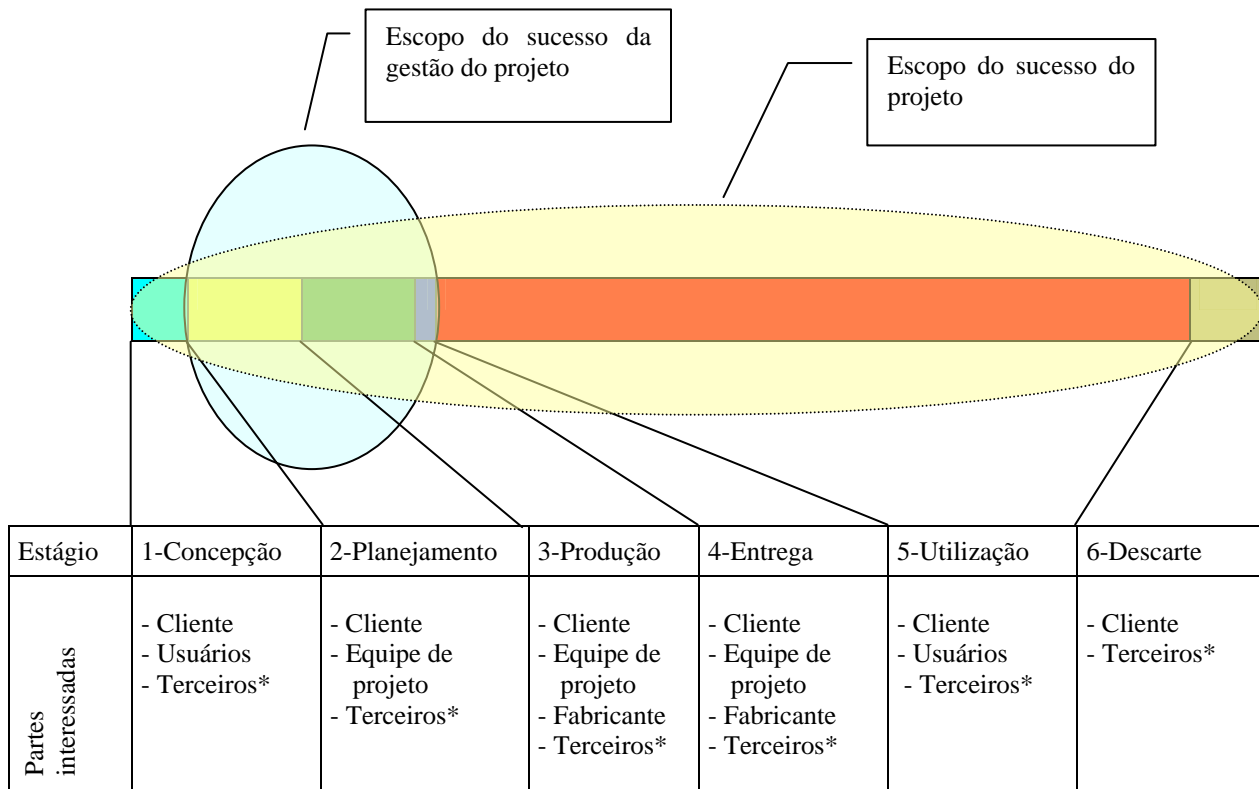 Escopo do sucesso da
gestão do projeto
Escopo do sucesso do
projeto
Estágio
1-Concepção
2-Planejamento
3-Produção
4-Entrega
5-Utilização
6-Descarte
Partes
interessadas
- Cliente
- Usuários
- Terceiros*
- Cliente
- Equipe de
projeto
- Terceiros*
- Cliente
- Equipe de
projeto
- Fabricante
- Terceiros*
- Cliente
- Equipe de
projeto
- Fabricante
- Terceiros*
- Cliente
- Usuários
- Terceiros*
- Cliente
- Terceiros*